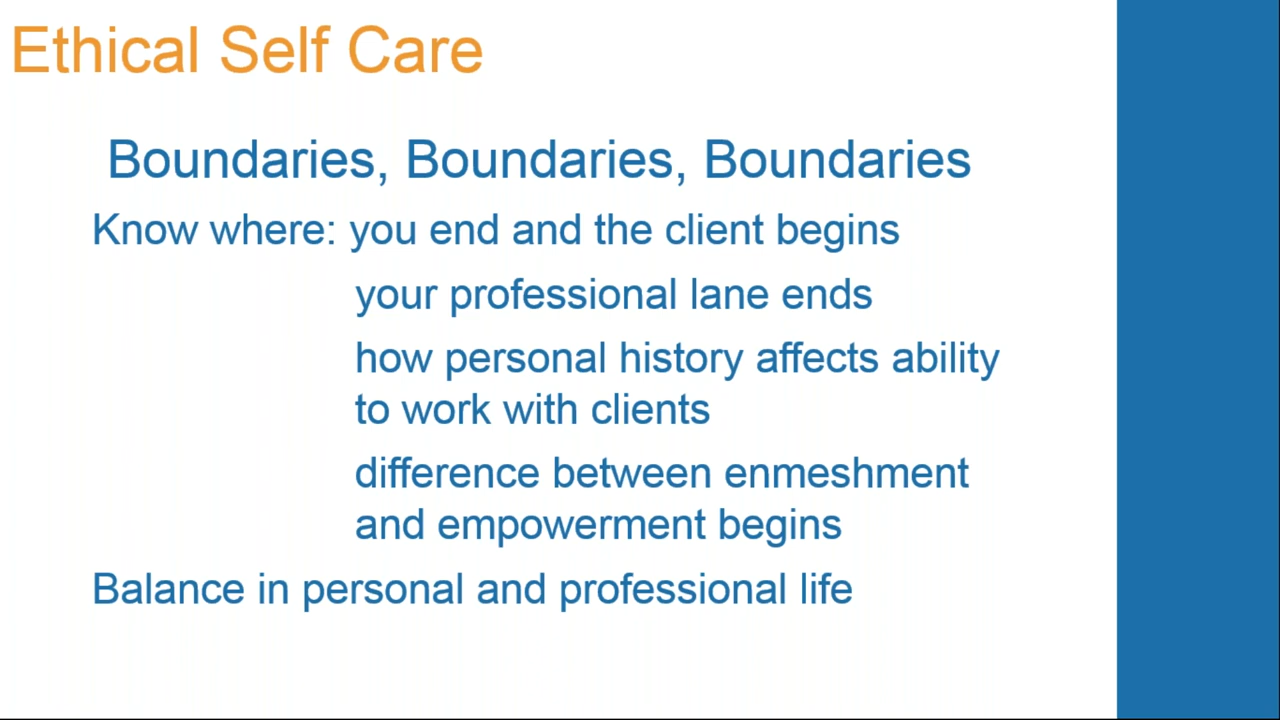 Ethical Self Care
Boundaries, Boundaries, Boundaries
Know where: you end and the client begins
your professional lane ends
how personal history affects ability
to work with clients
difference between enmeshment
and empowerment begins
Balance in personal and professional life